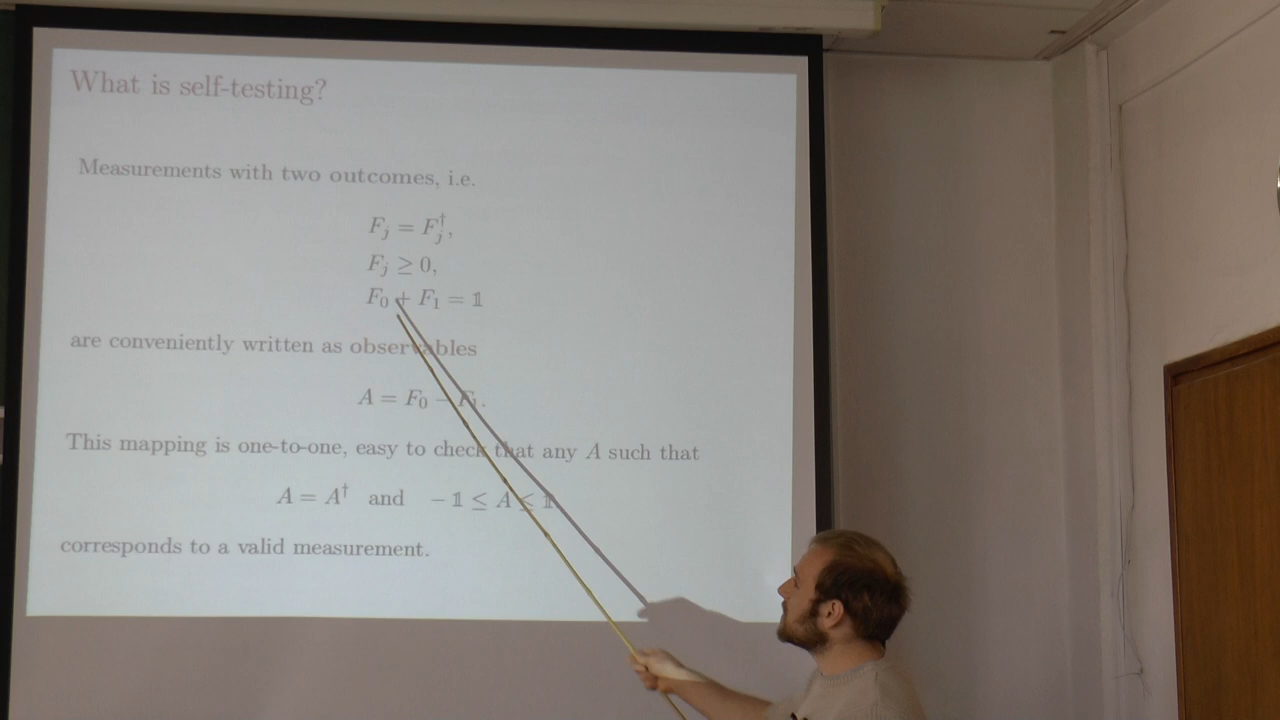 What is self-testing?
Measurements with two outcomes, i.e.
F_j = F_j^†,
F_j ≥ 0,
F_0 + F_1 = 𝟙
are conveniently written as observables
A = F_0 − F_1.
This mapping is one-to-one, easy to check that any A such that
A = A^† and − 𝟙 ≤ A ≤ 𝟙
corresponds to a valid measurement.